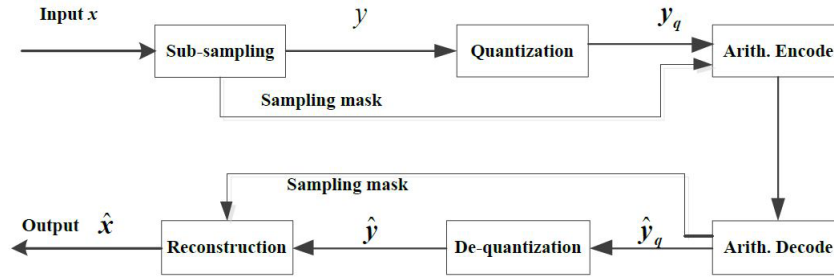 Input x
y
y_q
Sub-sampling
Quantization
Arith. Encode
Sampling mask
Sampling mask
Output x̂
ŷ
ŷ_q
Reconstruction
De-quantization
Arith. Decode